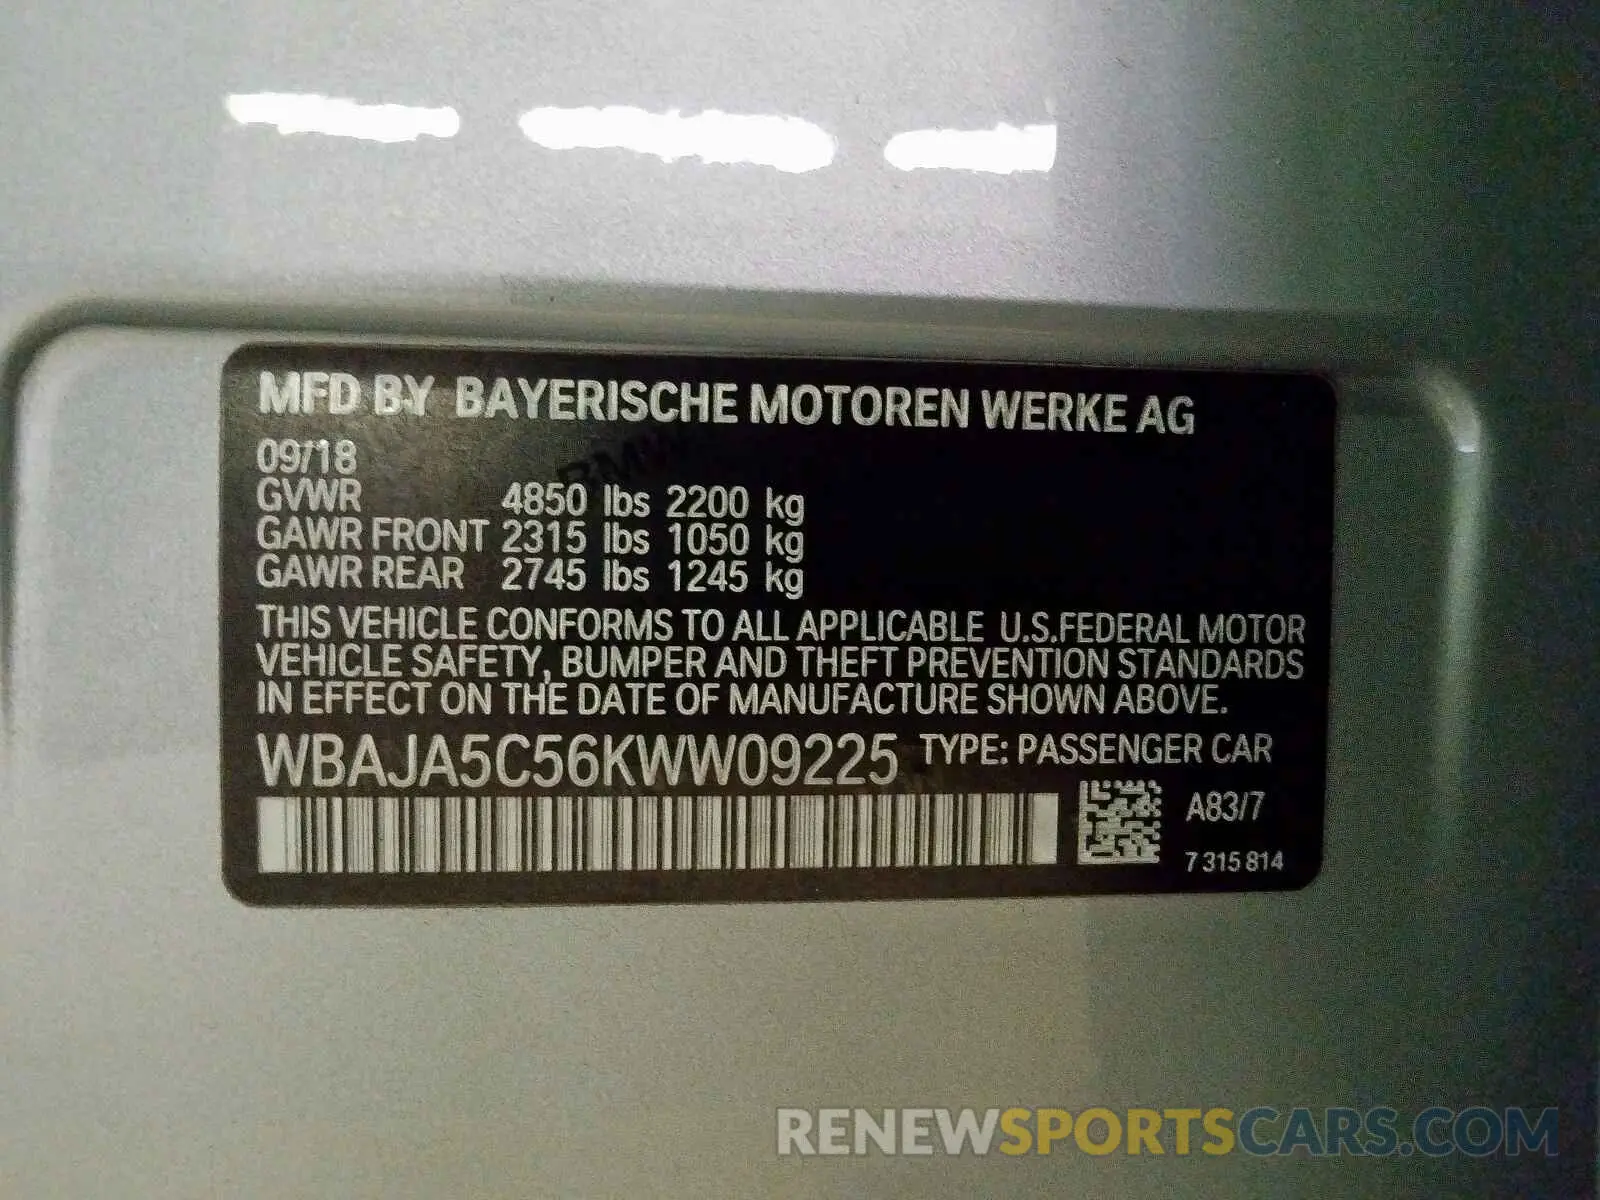 MFD BY BAYERISCHE MOTOREN WERKE AG
09/18
GVWR 4850 lbs 2200 kg
GAWR FRONT 2315 lbs 1050 kg
GAWR REAR 2745 lbs 1245 kg
THIS VEHICLE CONFORMS TO ALL APPLICABLE U.S.FEDERAL MOTOR
VEHICLE SAFETY, BUMPER AND THEFT PREVENTION STANDARDS
IN EFFECT ON THE DATE OF MANUFACTURE SHOWN ABOVE.
WBAJA5C56KWW09225 TYPE: PASSENGER CAR
A83/7
7 315 814
RENEWSPORTSCARS.COM